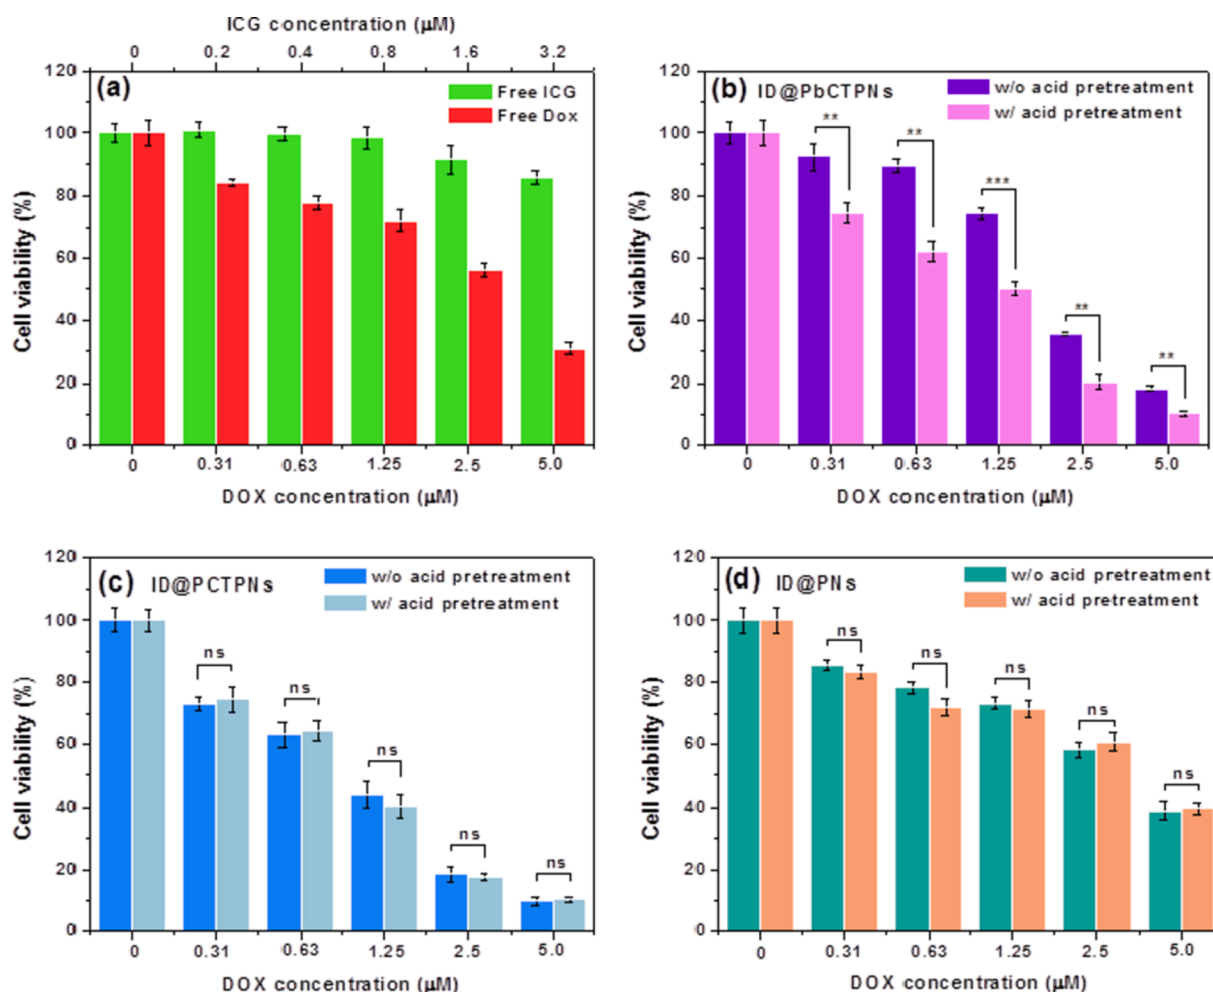 ICG concentration (μM)
0 0.2 0.4 0.8 1.6 3.2
(a)
Free ICG
Free Dox
120
100
80
60
40
20
0
Cell viability (%)
0 0.31 0.63 1.25 2.5 5.0
DOX concentration (μM)
(b) ID@PbCTPNs
w/o acid pretreatment
w/ acid pretreatment
120
100
80
60
40
20
0
Cell viability (%)
** ** *** ** **
0 0.31 0.63 1.25 2.5 5.0
DOX concentration (μM)
(c) ID@PCTPNs
w/o acid pretreatment
w/ acid pretreatment
120
100
80
60
40
20
0
Cell viability (%)
ns ns ns ns ns
0 0.31 0.63 1.25 2.5 5.0
DOX concentration (μM)
(d) ID@PNs
w/o acid pretreatment
w/ acid pretreatment
120
100
80
60
40
20
0
Cell viability (%)
ns ns ns ns ns
0 0.31 0.63 1.25 2.5 5.0
DOX concentration (μM)